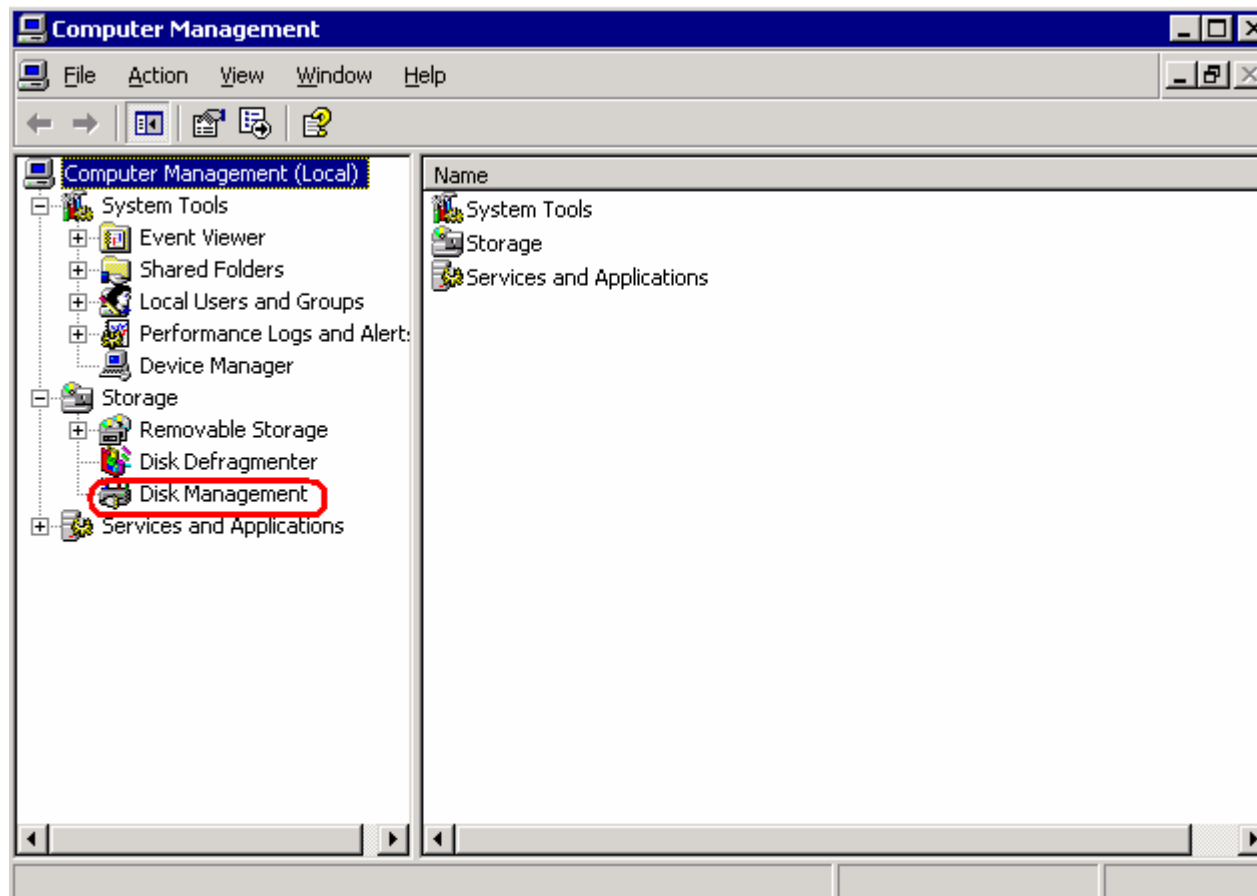 Computer Management
File Action View Window Help
Computer Management (Local)
System Tools
Event Viewer
Shared Folders
Local Users and Groups
Performance Logs and Alert
Device Manager
Storage
Removable Storage
Disk Defragmenter
Disk Management
Services and Applications
Name
System Tools
Storage
Services and Applications